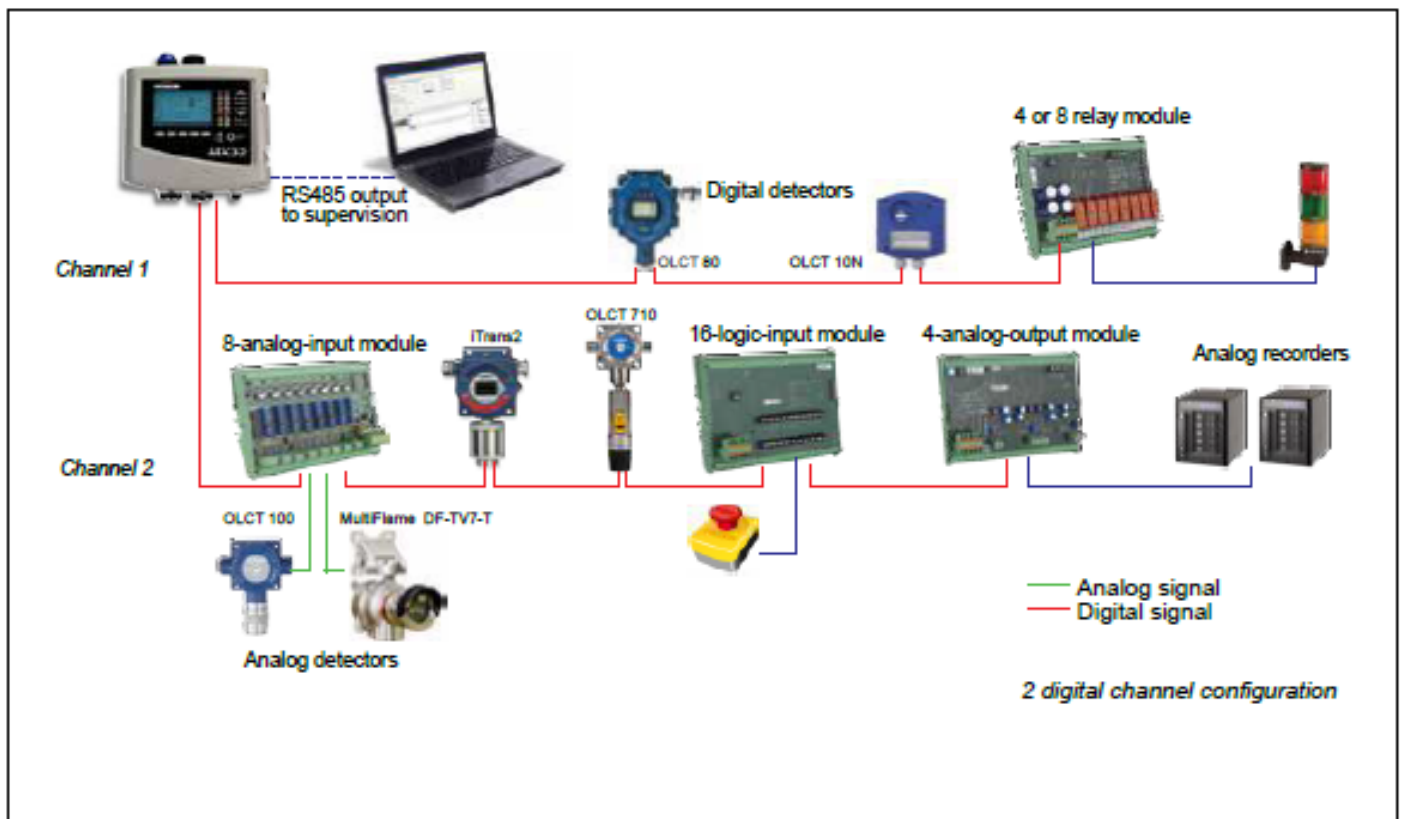 4 or 8 relay module
RS485 output
to supervision
Digital detectors
Channel 1
OLCT 80
OLCT 10N
OLCT 710
8-analog-input module
iTrans2
16-logic-input module
4-analog-output module
Analog recorders
Channel 2
OLCT 100
MultiFlame DF-TV7-T
Analog signal
Digital signal
Analog detectors
2 digital channel configuration